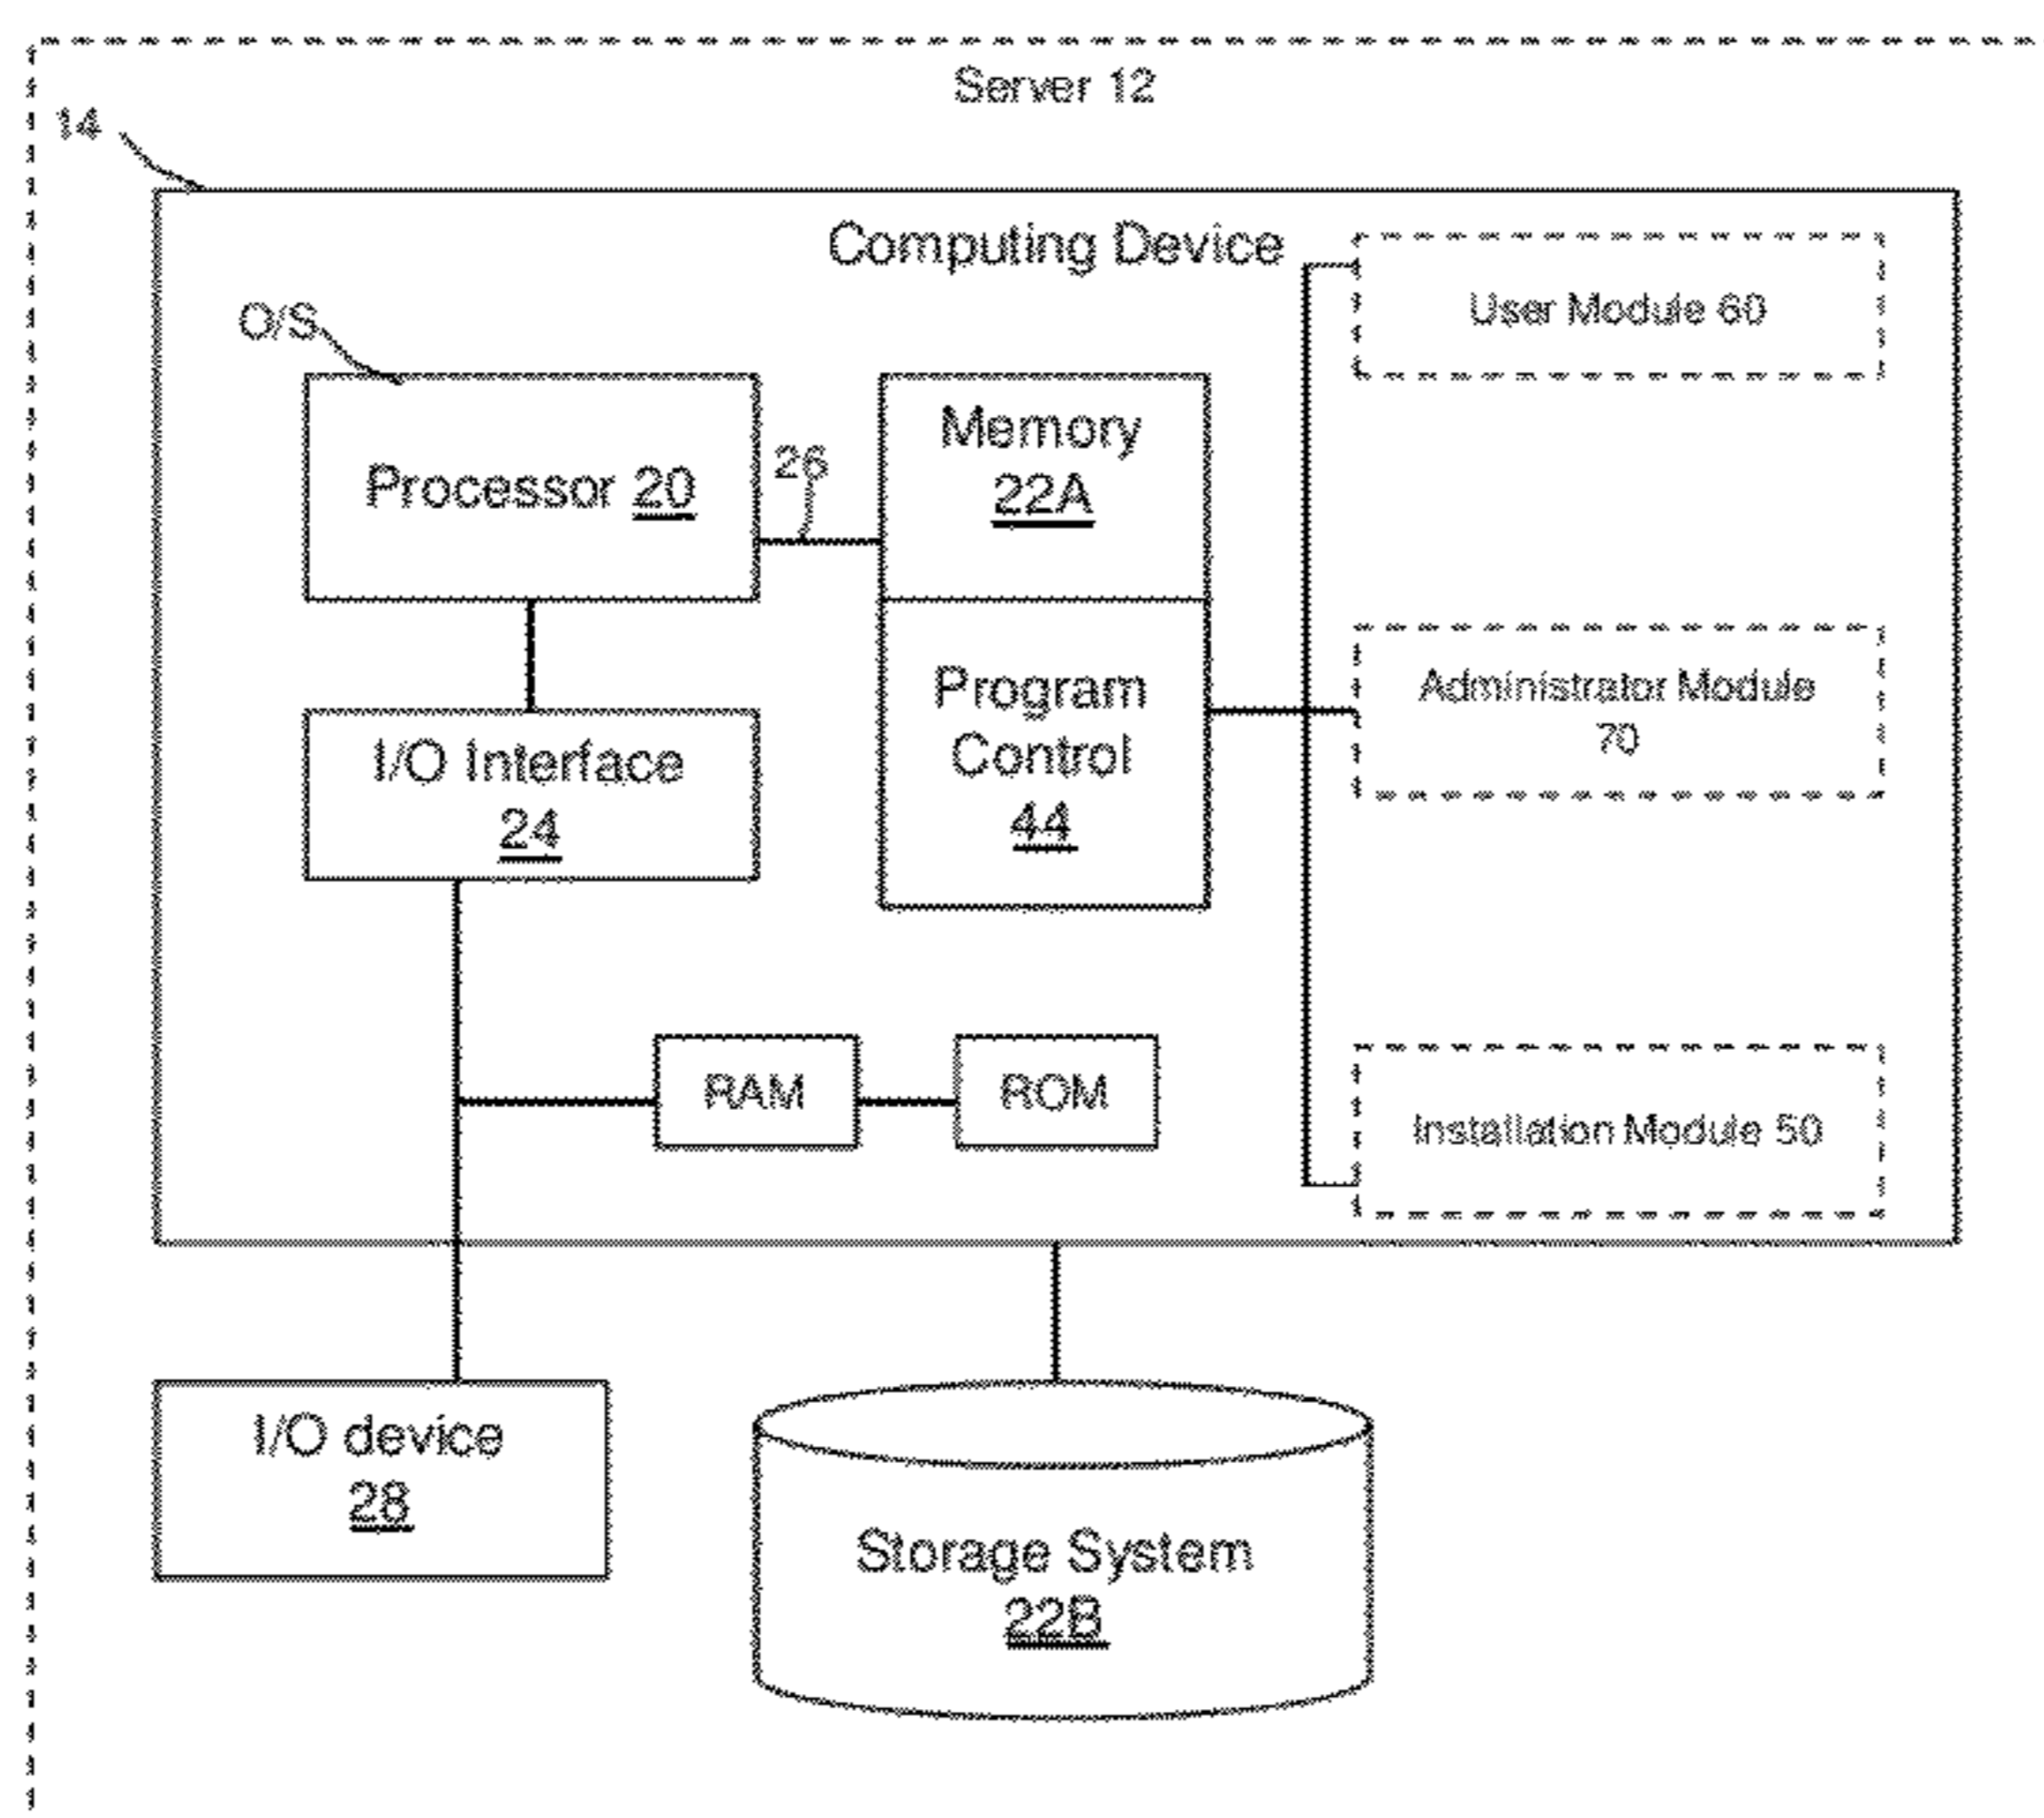 Server 12
14
Computing Device
User Module 60
O/S
Processor 20
26
Memory
22A
Administrator Module
70
Program
Control
44
I/O Interface
24
RAM
ROM
Installation Module 50
I/O device
28
Storage System
22B